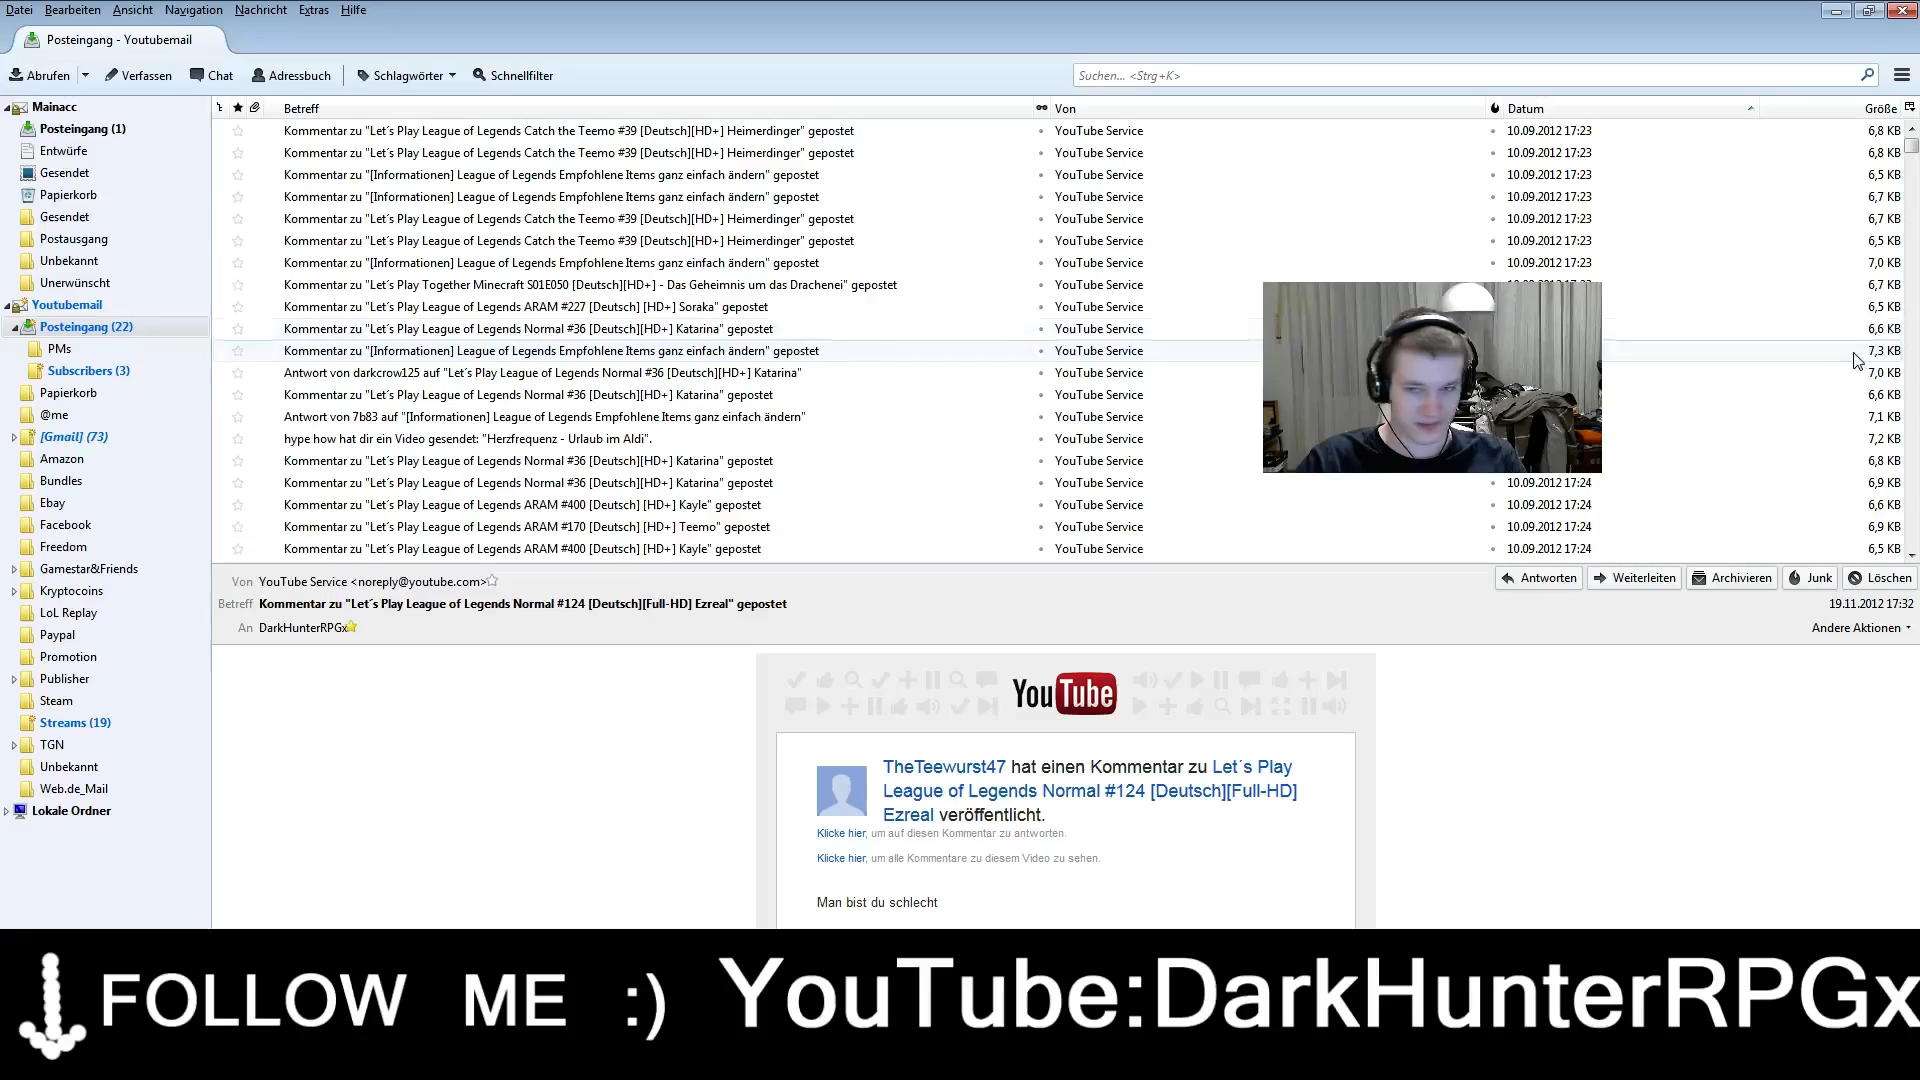 Datei Bearbeiten Ansicht Navigation Nachricht Extras Hilfe
Posteingang - Youtubemail
Abrufen Verfassen Chat Adressbuch Schlagwörter Schnellfilter Suchen... <Strg+K>
Mainacc
Posteingang (1)
Entwürfe
Gesendet
Papierkorb
Gesendet
Postausgang
Unbekannt
Unerwünscht
Youtubemail
Posteingang (22)
PMs
Subscribers (3)
Papierkorb
@me
[Gmail] (73)
Amazon
Bundles
Ebay
Facebook
Freedom
Gamestar&Friends
Kryptocoins
LoL Replay
Paypal
Promotion
Publisher
Steam
Streams (19)
TGN
Unbekannt
Web.de_Mail
Lokale Ordner
Betreff Von Datum Größe
Kommentar zu "Let´s Play League of Legends Catch the Teemo #39 [Deutsch][HD+] Heimerdinger" gepostet YouTube Service 10.09.2012 17:23 6,8 KB
Kommentar zu "Let´s Play League of Legends Catch the Teemo #39 [Deutsch][HD+] Heimerdinger" gepostet YouTube Service 10.09.2012 17:23 6,8 KB
Kommentar zu "[Informationen] League of Legends Empfohlene Items ganz einfach ändern" gepostet YouTube Service 10.09.2012 17:23 6,5 KB
Kommentar zu "[Informationen] League of Legends Empfohlene Items ganz einfach ändern" gepostet YouTube Service 10.09.2012 17:23 6,7 KB
Kommentar zu "Let´s Play League of Legends Catch the Teemo #39 [Deutsch][HD+] Heimerdinger" gepostet YouTube Service 10.09.2012 17:23 6,7 KB
Kommentar zu "Let´s Play League of Legends Catch the Teemo #39 [Deutsch][HD+] Heimerdinger" gepostet YouTube Service 10.09.2012 17:23 6,5 KB
Kommentar zu "[Informationen] League of Legends Empfohlene Items ganz einfach ändern" gepostet YouTube Service 10.09.2012 17:23 7,0 KB
Kommentar zu "Let´s Play Together Minecraft S01E050 [Deutsch][HD+] - Das Geheimnis um das Drachenei" gepostet YouTube Service 6,7 KB
Kommentar zu "Let´s Play League of Legends ARAM #227 [Deutsch] [HD+] Soraka" gepostet YouTube Service 6,5 KB
Kommentar zu "Let´s Play League of Legends Normal #36 [Deutsch][HD+] Katarina" gepostet YouTube Service 6,6 KB
Kommentar zu "[Informationen] League of Legends Empfohlene Items ganz einfach ändern" gepostet YouTube Service 7,3 KB
Antwort von darkcrow125 auf "Let´s Play League of Legends Normal #36 [Deutsch][HD+] Katarina" YouTube Service 7,0 KB
Kommentar zu "Let´s Play League of Legends Normal #36 [Deutsch][HD+] Katarina" gepostet YouTube Service 6,6 KB
Antwort von 7b83 auf "[Informationen] League of Legends Empfohlene Items ganz einfach ändern" YouTube Service 7,1 KB
hype how hat dir ein Video gesendet: "Herzfrequenz - Urlaub im Aldi". YouTube Service 7,2 KB
Kommentar zu "Let´s Play League of Legends Normal #36 [Deutsch][HD+] Katarina" gepostet YouTube Service 6,8 KB
Kommentar zu "Let´s Play League of Legends Normal #36 [Deutsch][HD+] Katarina" gepostet YouTube Service 10.09.2012 17:24 6,9 KB
Kommentar zu "Let´s Play League of Legends ARAM #400 [Deutsch] [HD+] Kayle" gepostet YouTube Service 10.09.2012 17:24 6,6 KB
Kommentar zu "Let´s Play League of Legends ARAM #170 [Deutsch] [HD+] Teemo" gepostet YouTube Service 10.09.2012 17:24 6,9 KB
Kommentar zu "Let´s Play League of Legends ARAM #400 [Deutsch] [HD+] Kayle" gepostet YouTube Service 10.09.2012 17:24 6,5 KB
Von YouTube Service <noreply@youtube.com> Antworten Weiterleiten Archivieren Junk Löschen
Betreff Kommentar zu "Let´s Play League of Legends Normal #124 [Deutsch][Full-HD] Ezreal" gepostet 19.11.2012 17:32
An DarkHunterRPGx Andere Aktionen
YouTube
TheTeewurst47 hat einen Kommentar zu Let´s Play
League of Legends Normal #124 [Deutsch][Full-HD]
Ezreal veröffentlicht.
Klicke hier, um auf diesen Kommentar zu antworten.
Klicke hier, um alle Kommentare zu diesem Video zu sehen.
Man bist du schlecht
FOLLOW ME :) YouTube:DarkHunterRPGx